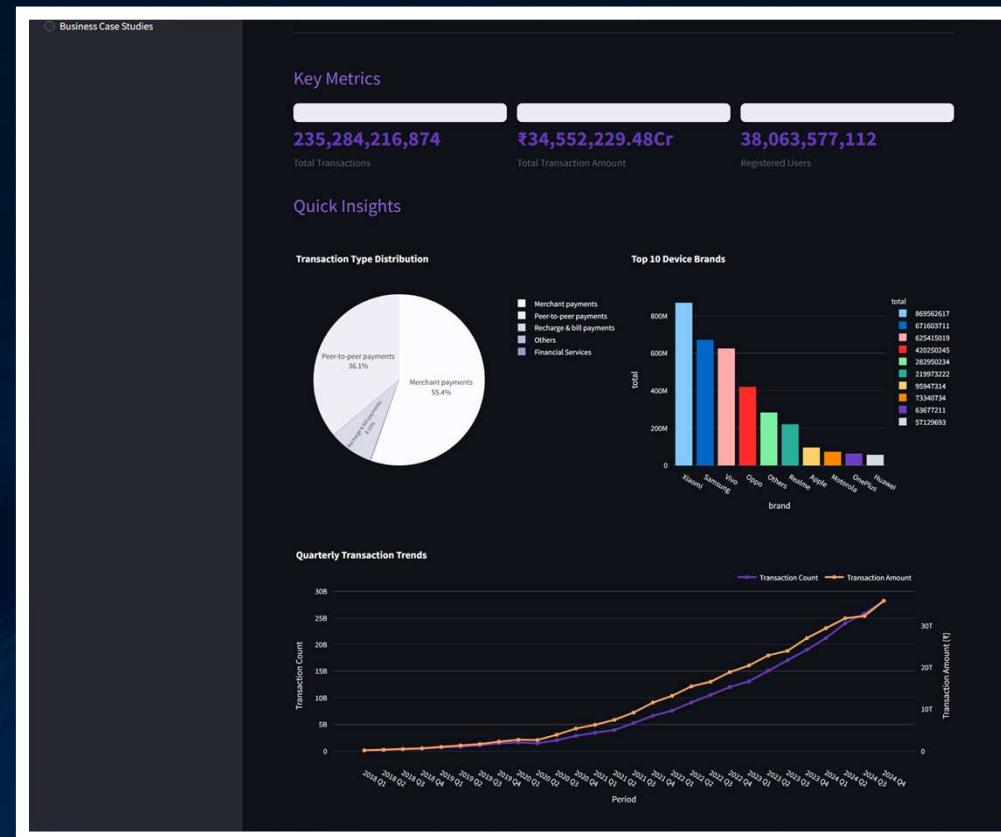 Business Case Studies
Key Metrics
235,284,216,874
Total Transactions
₹34,552,229.48Cr
Total Transaction Amount
38,063,577,112
Registered Users
Quick Insights
Transaction Type Distribution
Peer-to-peer payments
36.1%
Merchant payments
55.4%
Recharge & bill payments
Merchant payments
Peer-to-peer payments
Recharge & bill payments
Others
Financial Services
Top 10 Device Brands
total
800M
600M
400M
200M
0
Xiaomi
Samsung
Vivo
Oppo
Others
Realme
Apple
Motorola
OnePlus
Huawei
brand
total
869562617
671603711
625415019
420250245
282950234
219973222
95947314
73340734
63677211
57129693
Quarterly Transaction Trends
Transaction Count
Transaction Amount
Transaction Count
30B
25B
20B
15B
10B
5B
0
30T
20T
10T
0
Transaction Amount (₹)
2018 Q1
2018 Q2
2018 Q3
2018 Q4
2019 Q1
2019 Q2
2019 Q3
2019 Q4
2020 Q1
2020 Q2
2020 Q3
2020 Q4
2021 Q1
2021 Q2
2021 Q3
2021 Q4
2022 Q1
2022 Q2
2022 Q3
2022 Q4
2023 Q1
2023 Q2
2023 Q3
2023 Q4
2024 Q1
2024 Q2
2024 Q3
2024 Q4
Period